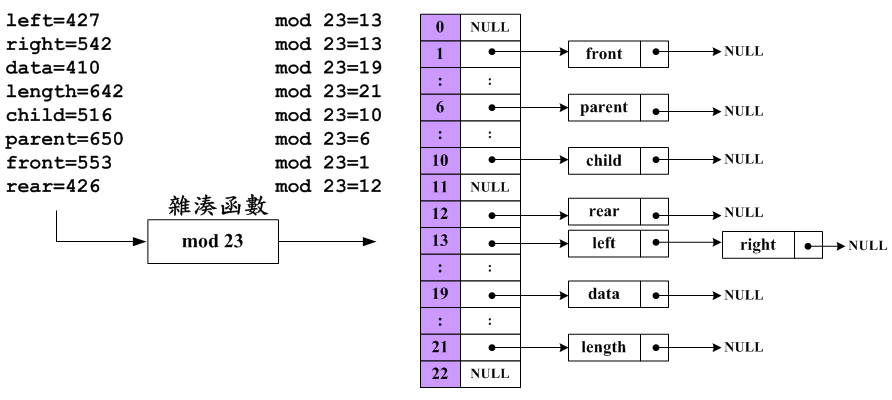 left=427 mod 23=13
right=542 mod 23=13
data=410 mod 23=19
length=642 mod 23=21
child=516 mod 23=10
parent=650 mod 23=6
front=553 mod 23=1
rear=426 mod 23=12
雜湊函數
mod 23
0 NULL
1 front NULL
: :
6 parent NULL
: :
10 child NULL
11 NULL
12 rear NULL
13 left right NULL
: :
19 data NULL
: :
21 length NULL
22 NULL